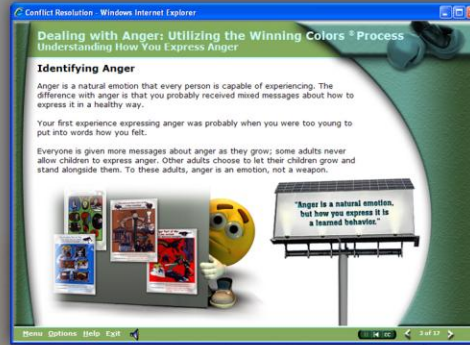 Conflict Resolution - Windows Internet Explorer
Dealing with Anger: Utilizing the Winning Colors ® Process
Understanding How You Express Anger
Identifying Anger
Anger is a natural emotion that every person is capable of experiencing. The
difference with anger is that you probably received mixed messages about how to
express it in a healthy way.
Your first experience expressing anger was probably when you were too young to
put into words how you felt.
Everyone is given more messages about anger as they grow; some adults never
allow children to express anger. Other adults choose to let their children grow and
stand alongside them. To these adults, anger is an emotion, not a weapon.
"Anger is a natural emotion,
but how you express it is
a learned behavior."
Menu Options Help Exit
CC
2 of 17